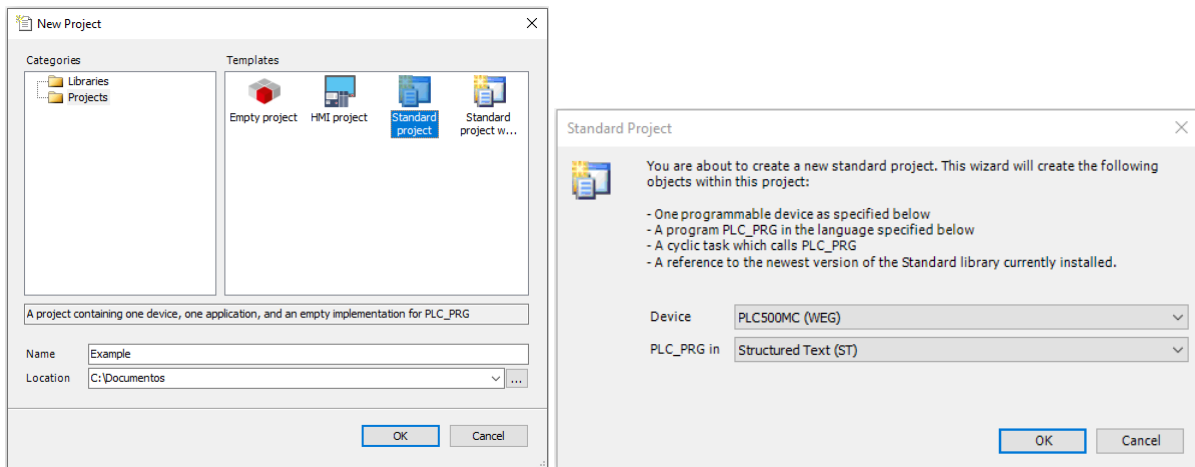 New Project
Categories
Templates
Libraries
Projects
Empty project
HMI project
Standard
project
Standard
project w...
A project containing one device, one application, and an empty implementation for PLC_PRG
Name
Example
Location
C:\Documentos
...
OK
Cancel
Standard Project
You are about to create a new standard project. This wizard will create the following
objects within this project:
- One programmable device as specified below
- A program PLC_PRG in the language specified below
- A cyclic task which calls PLC_PRG
- A reference to the newest version of the Standard library currently installed.
Device
PLC500MC (WEG)
PLC_PRG in
Structured Text (ST)
OK
Cancel